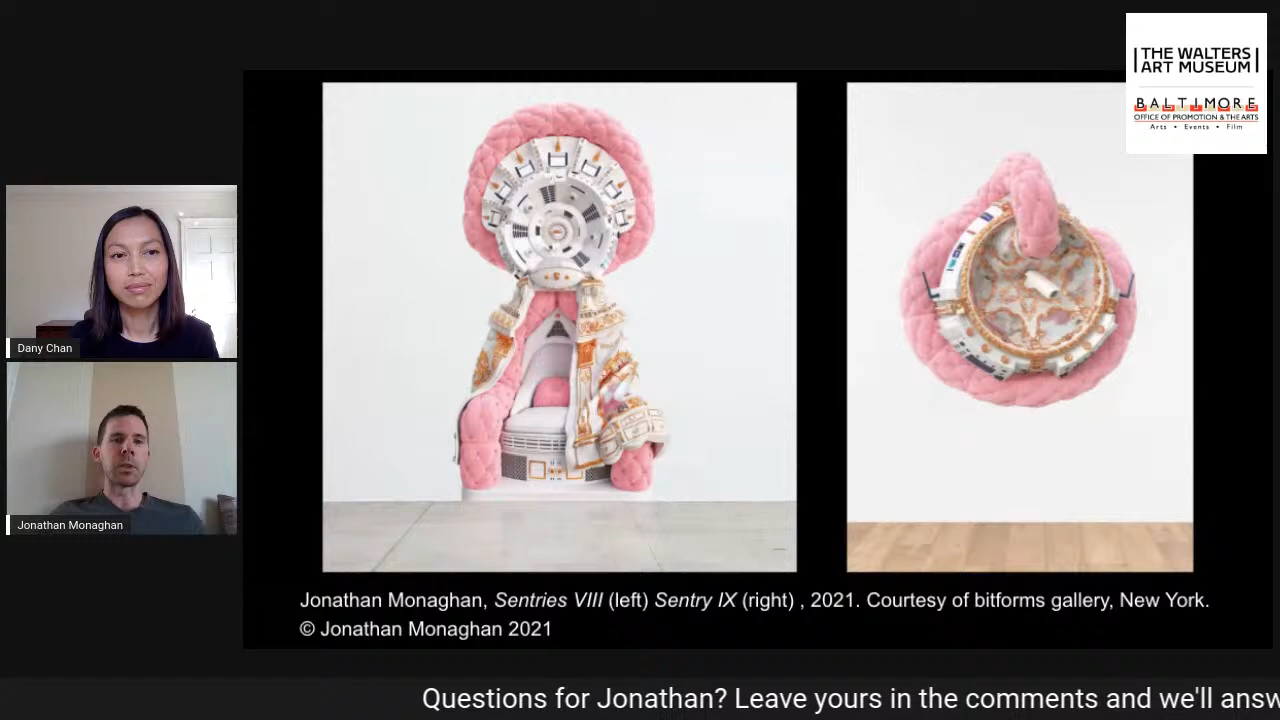 |THE WALTERS
ART MUSEUM|
BALTIMORE
OFFICE OF PROMOTION & THE ARTS
Arts • Events • Film
Dany Chan
Jonathan Monaghan
Jonathan Monaghan, Sentries VIII (left) Sentry IX (right) , 2021. Courtesy of bitforms gallery, New York.
© Jonathan Monaghan 2021
Questions for Jonathan? Leave yours in the comments and we'll answ